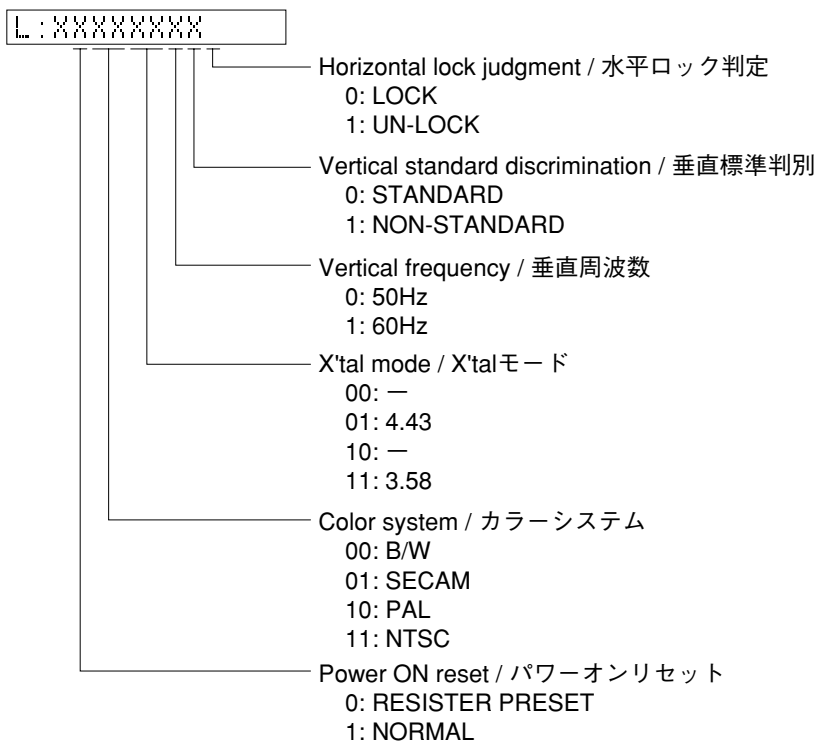 L:XXXXXXXX
Horizontal lock judgment / 水平ロック判定
0: LOCK
1: UN-LOCK
Vertical standard discrimination / 垂直標準判別
0: STANDARD
1: NON-STANDARD
Vertical frequency / 垂直周波数
0: 50Hz
1: 60Hz
X'tal mode / X'talモード
00: —
01: 4.43
10: —
11: 3.58
Color system / カラーシステム
00: B/W
01: SECAM
10: PAL
11: NTSC
Power ON reset / パワーオンリセット
0: RESISTER PRESET
1: NORMAL